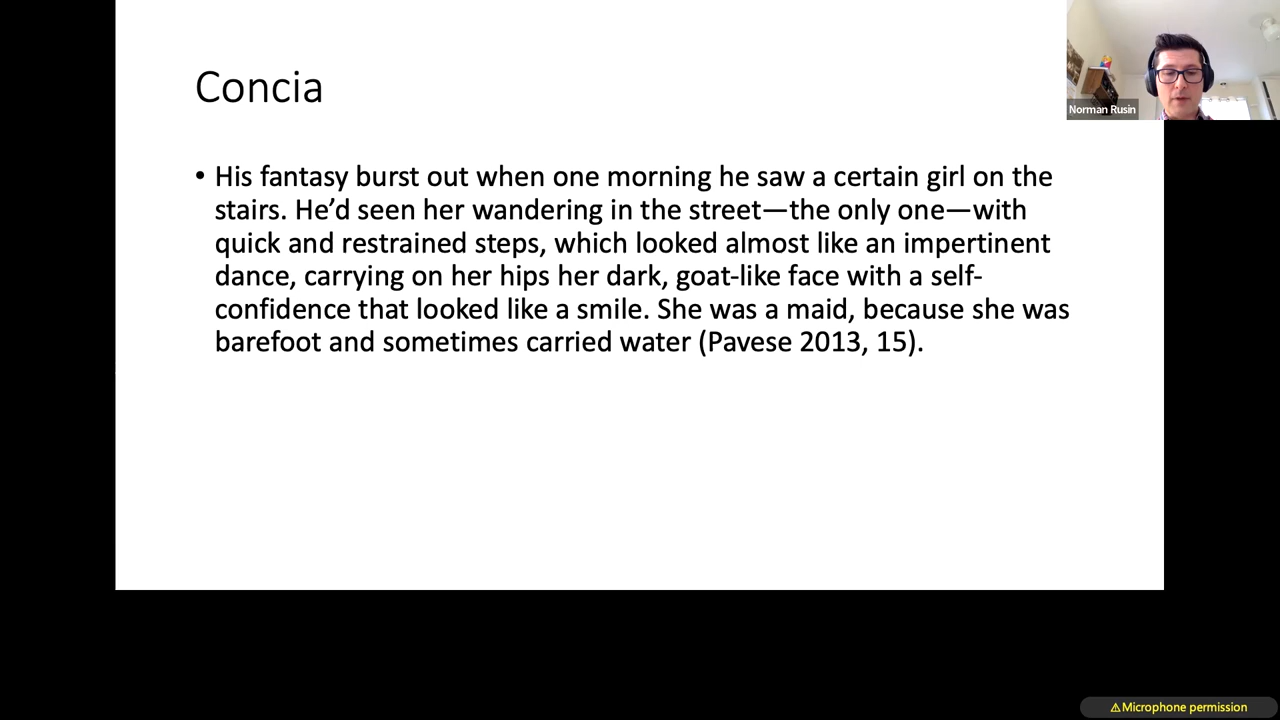 Concia
• His fantasy burst out when one morning he saw a certain girl on the
stairs. He’d seen her wandering in the street—the only one—with
quick and restrained steps, which looked almost like an impertinent
dance, carrying on her hips her dark, goat-like face with a self-
confidence that looked like a smile. She was a maid, because she was
barefoot and sometimes carried water (Pavese 2013, 15).
Norman Rusin
⚠Microphone permission